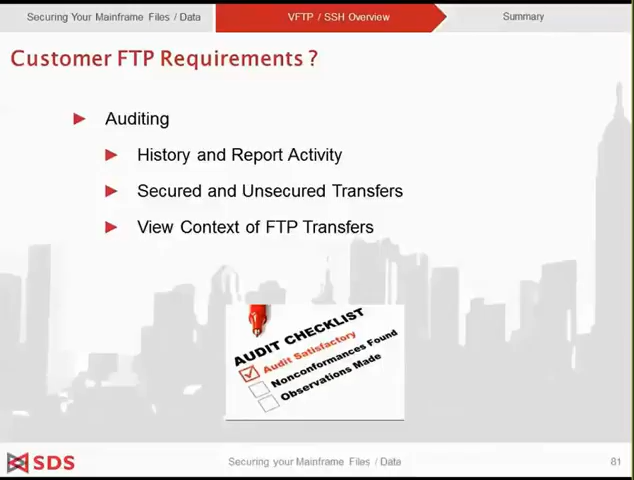 Securing Your Mainframe Files / Data
VFTP / SSH Overview
Summary
Customer FTP Requirements ?
Auditing
History and Report Activity
Secured and Unsecured Transfers
View Context of FTP Transfers
AUDIT CHECKLIST
Audit Satisfactory
Nonconformances Found
Observations Made
SDS
Securing your Mainframe Files / Data
81